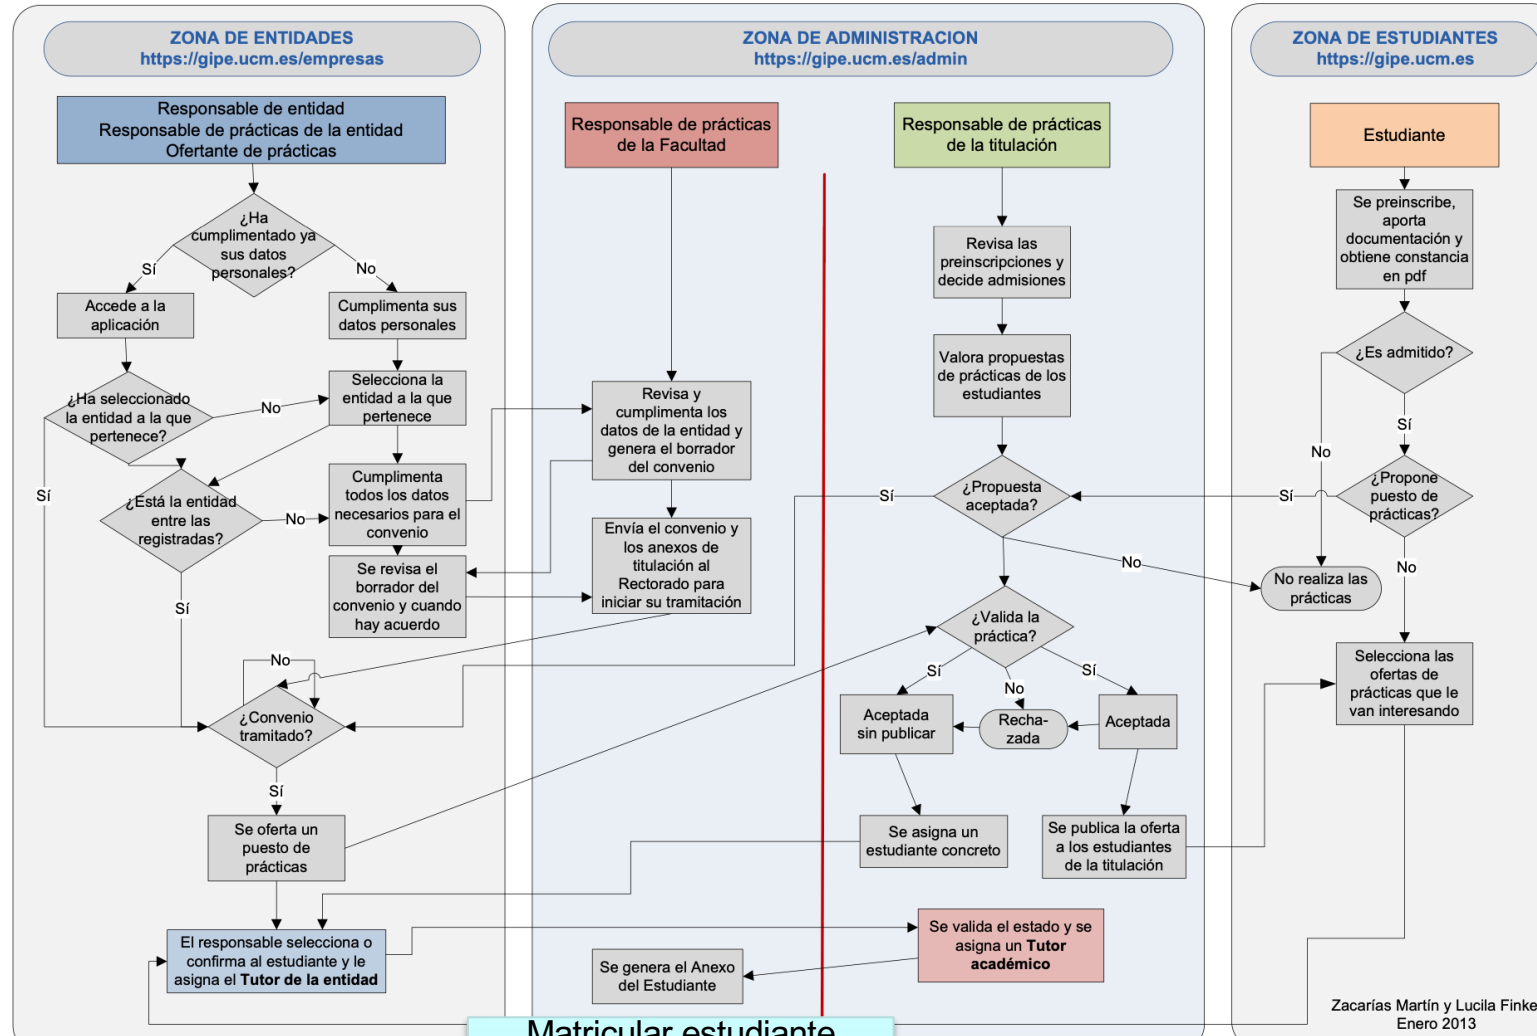 ZONA DE ENTIDADES
https://gipe.ucm.es/empresas
Responsable de entidad
Responsable de prácticas de la entidad
Ofertante de prácticas
¿Ha
cumplimentado ya
sus datos
personales?
Sí
No
Accede a la
aplicación
Cumplimenta sus
datos personales
¿Ha seleccionado
la entidad a la que
pertenece?
No
Selecciona la
entidad a la que
pertenece
Sí
¿Está la entidad
entre las
registradas?
No
Cumplimenta
todos los datos
necesarios para el
convenio
Se revisa el
borrador del
convenio y cuando
hay acuerdo
Sí
No
¿Convenio
tramitado?
Sí
Se oferta un
puesto de
prácticas
El responsable selecciona o
confirma al estudiante y le
asigna el Tutor de la entidad
ZONA DE ADMINISTRACION
https://gipe.ucm.es/admin
Responsable de prácticas
de la Facultad
Revisa y
cumplimenta los
datos de la entidad y
genera el borrador
del convenio
Envía el convenio y
los anexos de
titulación al
Rectorado para
iniciar su tramitación
Responsable de prácticas
de la titulación
Revisa las
preinscripciones y
decide admisiones
Valora propuestas
de prácticas de los
estudiantes
Sí
¿Propuesta
aceptada?
No
¿Valida la
práctica?
Sí
No
Sí
Aceptada
sin publicar
Recha-
zada
Aceptada
Se asigna un
estudiante concreto
Se publica la oferta
a los estudiantes
de la titulación
Se valida el estado y se
asigna un Tutor
académico
Se genera el Anexo
del Estudiante
Matricular estudiante
ZONA DE ESTUDIANTES
https://gipe.ucm.es
Estudiante
Se preinscribe,
aporta
documentación y
obtiene constancia
en pdf
¿Es admitido?
Sí
No
¿Propone
puesto de
prácticas?
Sí
No
No realiza las
prácticas
Selecciona las
ofertas de
prácticas que le
van interesando
Zacarías Martín y Lucila Finke
Enero 2013